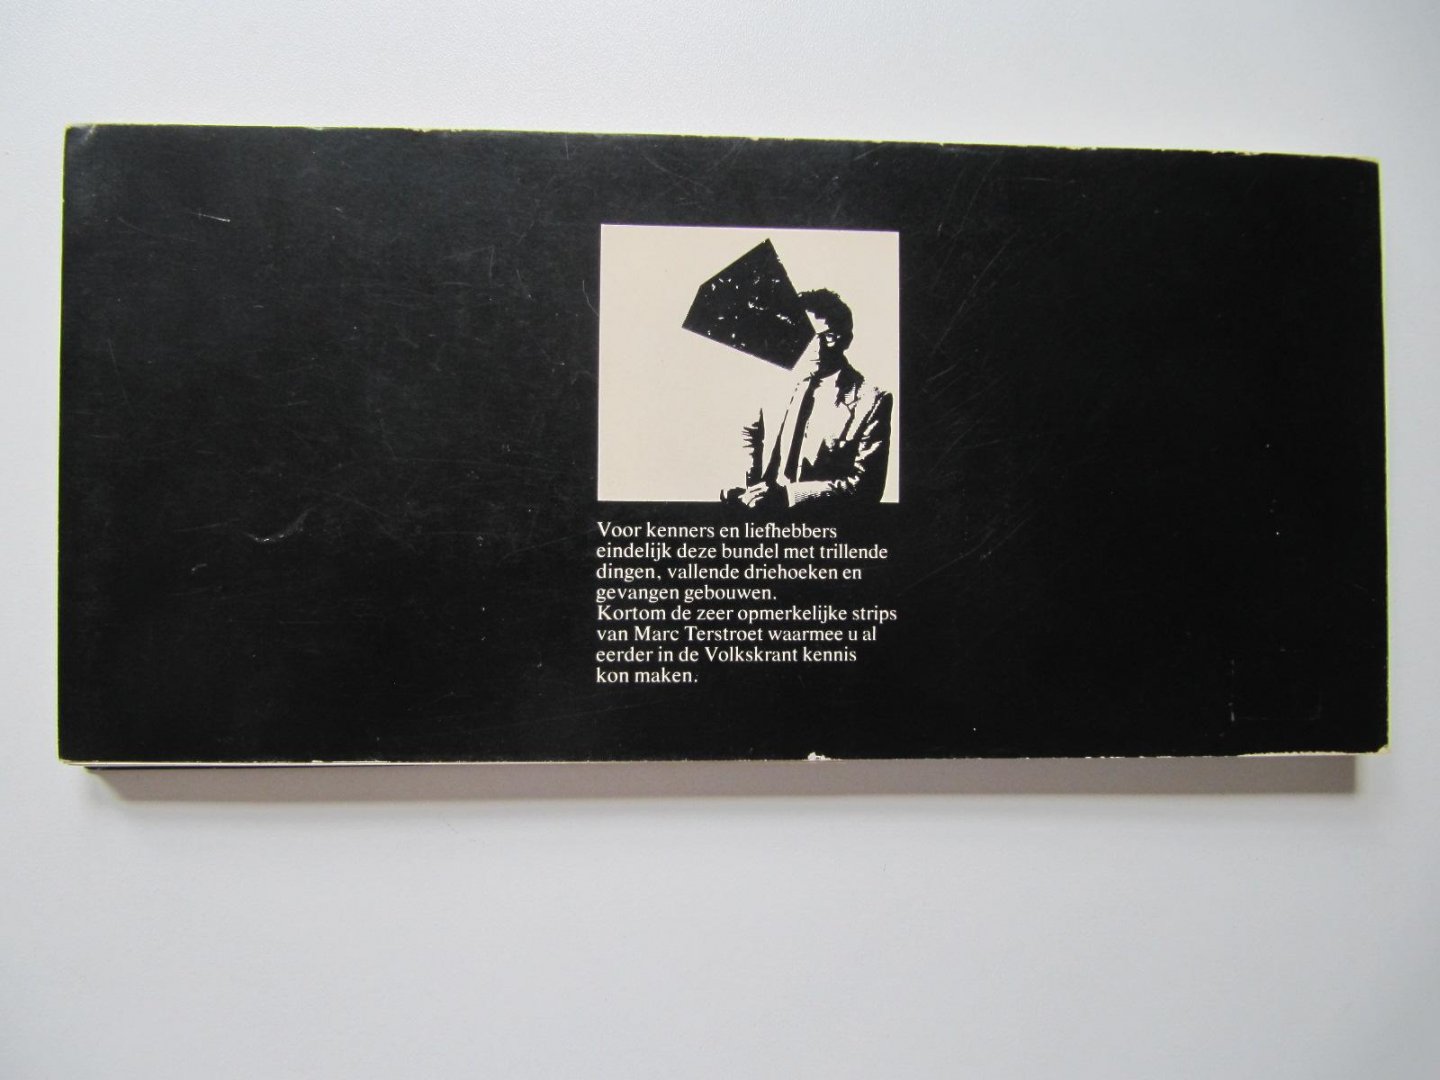 Voor kenners en liefhebbers
eindelijk deze bundel met trillende
dingen, vallende driehoeken en
gevangen gebouwen.
Kortom de zeer opmerkelijke strips
van Marc Terstroet waarmee u al
eerder in de Volkskrant kennis
kon maken.